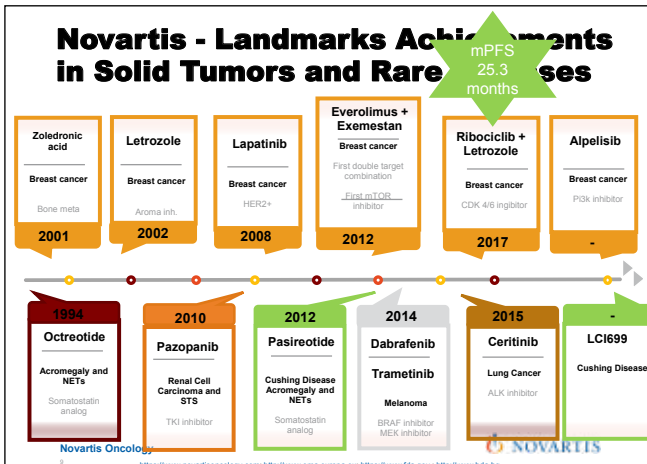 Novartis - Landmarks Achievements
in Solid Tumors and Rare
mPFS
25.3
months
Zoledronic
acid
Breast cancer
Bone meta
2001
Letrozole
Breast cancer
Aroma inh.
2002
Lapatinib
Breast cancer
HER2+
2008
Everolimus +
Exemestan
Breast cancer
First double target
combination
First mTOR
inhibitor
2012
Ribociclib +
Letrozole
Breast cancer
CDK 4/6 ingibitor
2017
Alpelisib
Breast cancer
Pi3k inhibitor
-
1994
Octreotide
Acromegaly and
NETs
Somatostatin
analog
2010
Pazopanib
Renal Cell
Carcinoma and
STS
TKI inhibitor
2012
Pasireotide
Cushing Disease
Acromegaly and
NETs
Somatostatin
analog
2014
Dabrafenib
Trametinib
Melanoma
BRAF inhibitor
MEK inhibitor
2015
Ceritinib
Lung Cancer
ALK inhibitor
-
LCI699
Cushing Disease
Novartis Oncology
NOVARTIS